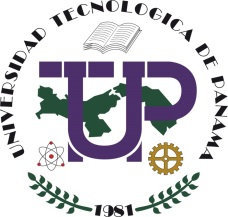 UNIVERSIDAD TECNOLOGICA DE PANAMA
UTP
1981